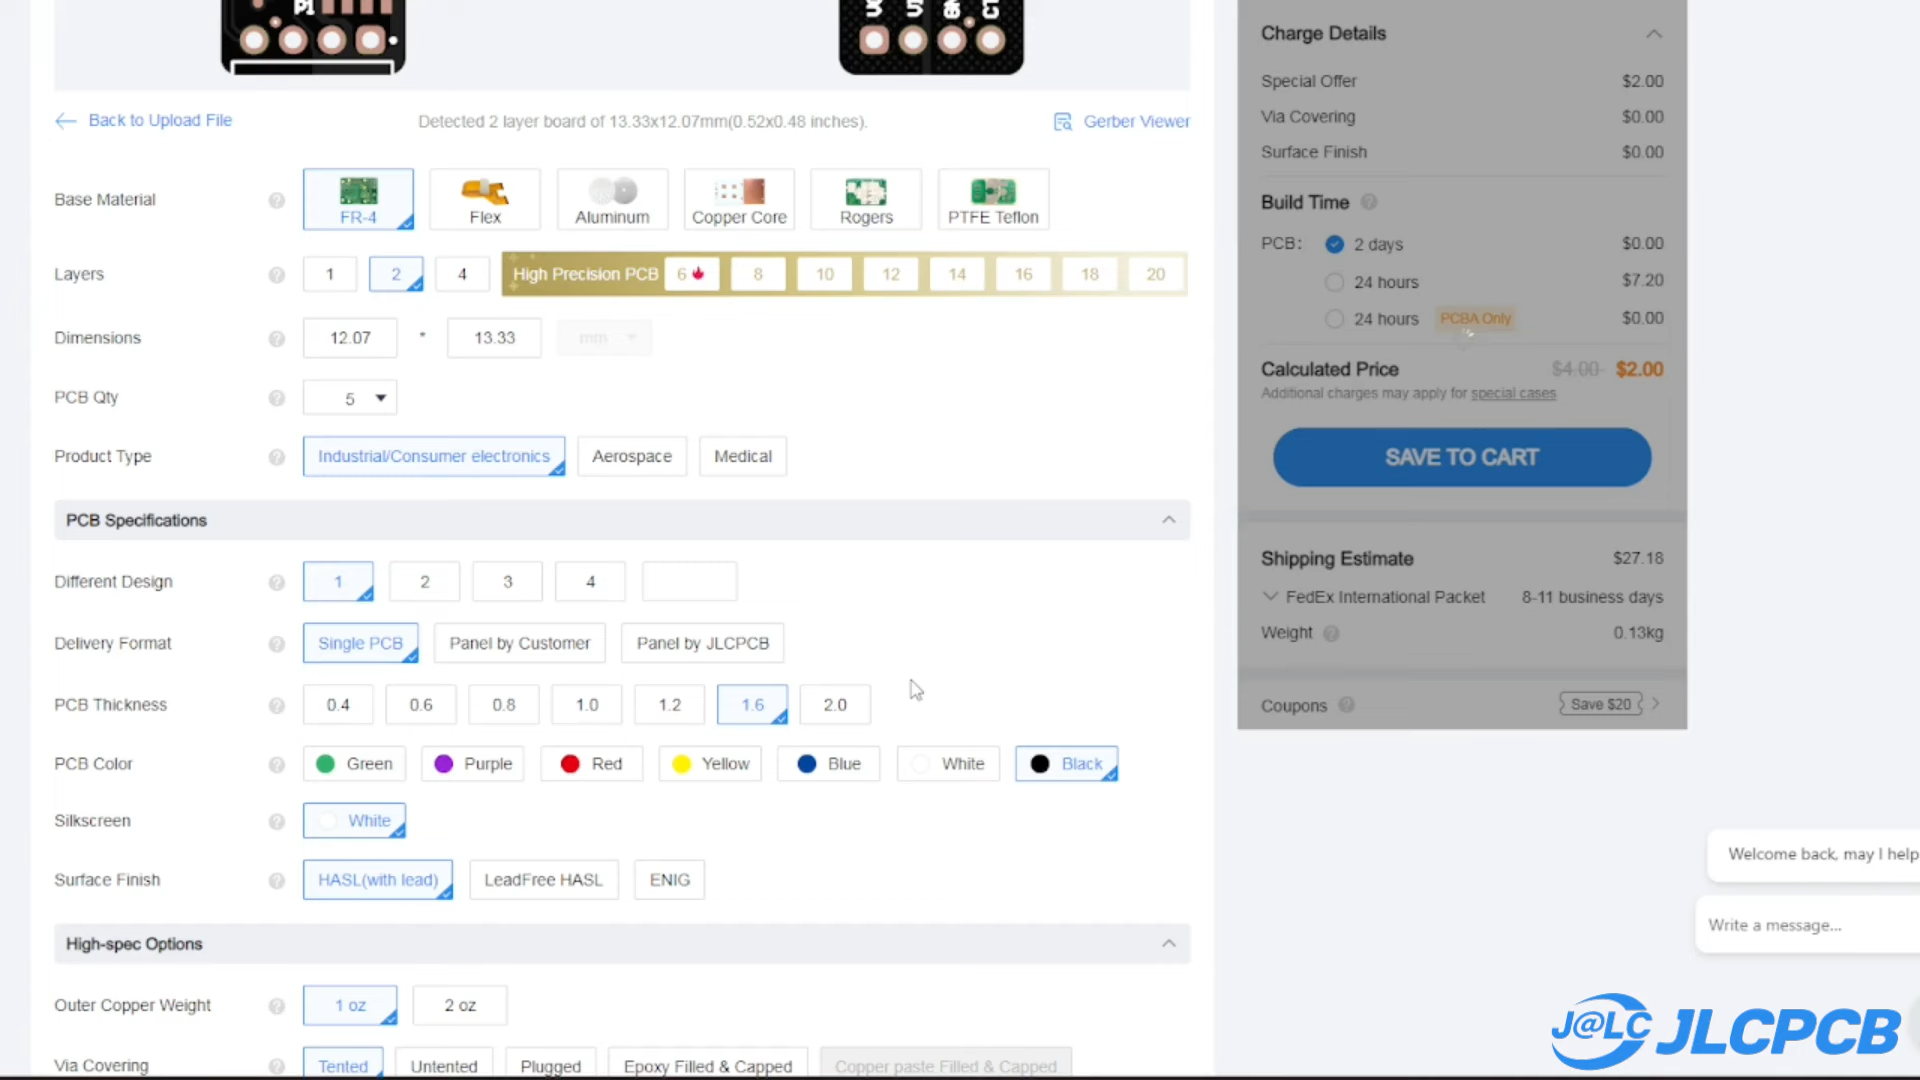 P1
Back to Upload File
Detected 2 layer board of 13.33x12.07mm(0.52x0.48 inches).
Gerber Viewer
Base Material
FR-4
Flex
Aluminum
Copper Core
Rogers
PTFE Teflon
Layers
1
2
4
High Precision PCB
6
8
10
12
14
16
18
20
Dimensions
12.07
*
13.33
mm
PCB Qty
5
Product Type
Industrial/Consumer electronics
Aerospace
Medical
PCB Specifications
Different Design
1
2
3
4
Delivery Format
Single PCB
Panel by Customer
Panel by JLCPCB
PCB Thickness
0.4
0.6
0.8
1.0
1.2
1.6
2.0
PCB Color
Green
Purple
Red
Yellow
Blue
White
Black
Silkscreen
White
Surface Finish
HASL(with lead)
LeadFree HASL
ENIG
High-spec Options
Outer Copper Weight
1 oz
2 oz
Via Covering
Tented
Untented
Plugged
Epoxy Filled & Capped
Copper paste Filled & Capped
Charge Details
Special Offer $2.00
Via Covering $0.00
Surface Finish $0.00
Build Time
PCB: 2 days $0.00
24 hours $7.20
24 hours PCBA Only $0.00
Calculated Price $4.00 $2.00
Additional charges may apply for special cases
SAVE TO CART
Shipping Estimate $27.18
FedEx International Packet 8-11 business days
Weight 0.13kg
Coupons Save $20
Welcome back, may I help
Write a message...
J@LC JLCPCB